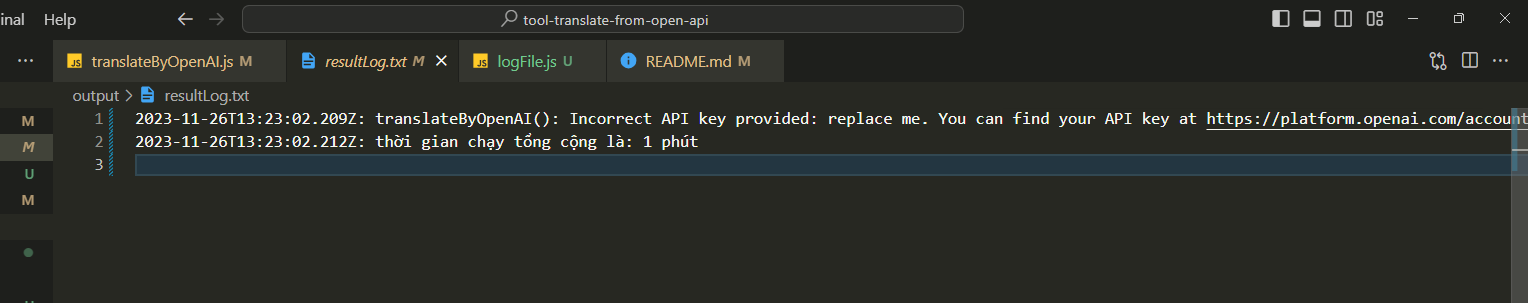 inal Help
tool-translate-from-open-api
JS translateByOpenAI.js M
resultLog.txt M
JS logFile.js U
README.md M
output > resultLog.txt
M
M
U
M
1 2023-11-26T13:23:02.209Z: translateByOpenAI(): Incorrect API key provided: replace me. You can find your API key at https://platform.openai.com/account
2 2023-11-26T13:23:02.212Z: thời gian chạy tổng cộng là: 1 phút
3